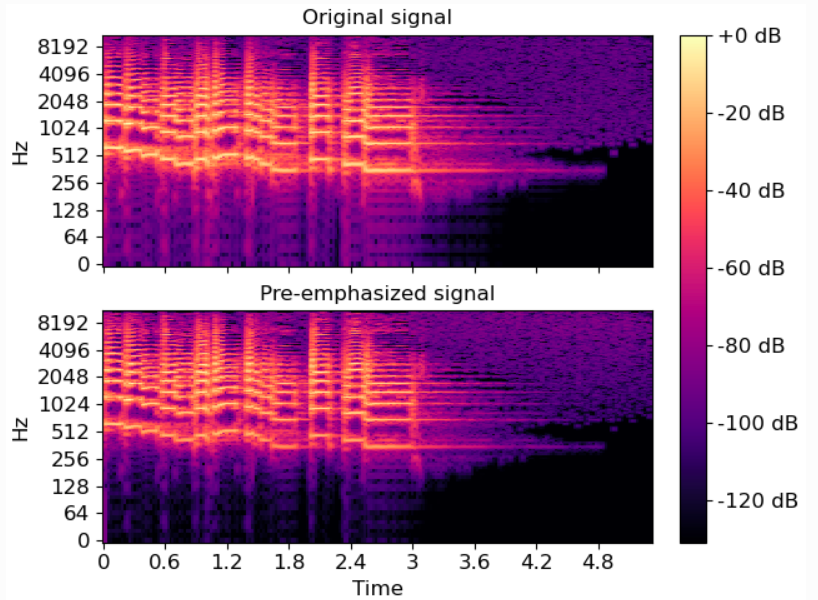 Original signal
8192
4096
2048
1024
512
256
128
64
0
Hz
Pre-emphasized signal
8192
4096
2048
1024
512
256
128
64
0
Hz
0 0.6 1.2 1.8 2.4 3 3.6 4.2 4.8
Time
+0 dB
-20 dB
-40 dB
-60 dB
-80 dB
-100 dB
-120 dB